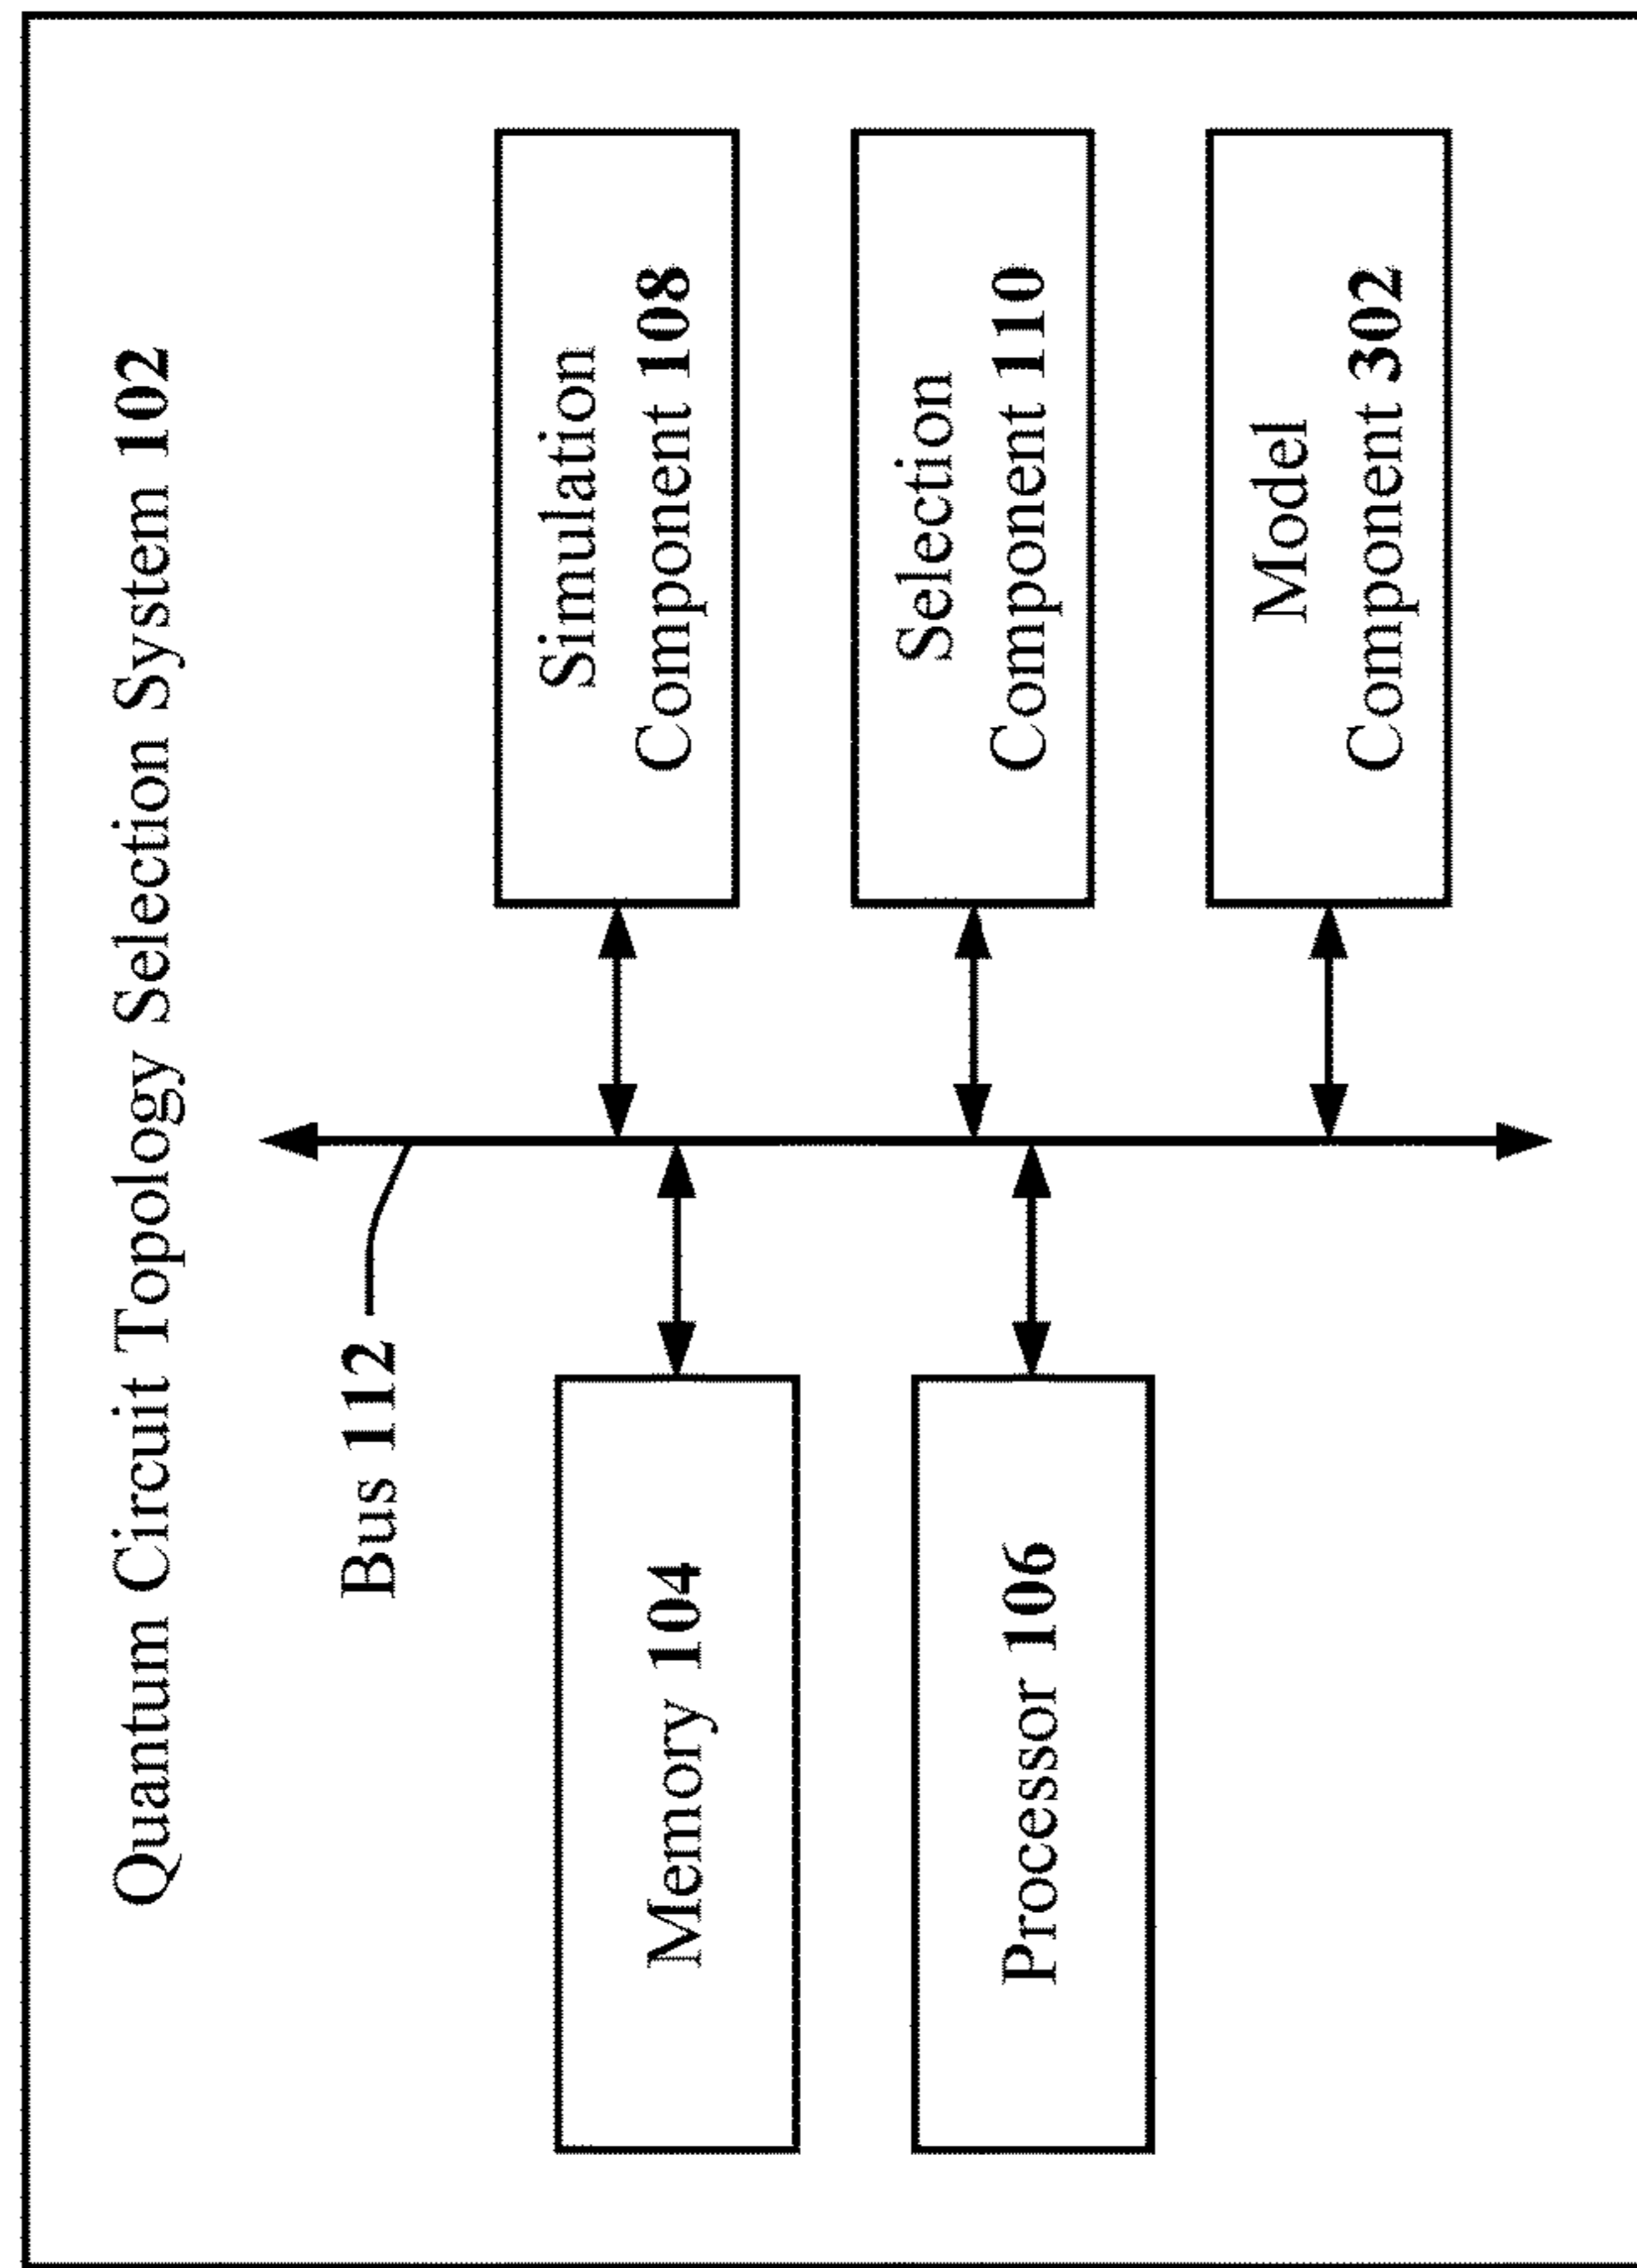 Quantum Circuit Topology Selection System 102
Bus 112
Memory 104
Processor 106
Simulation
Component 108
Selection
Component 110
Model
Component 302